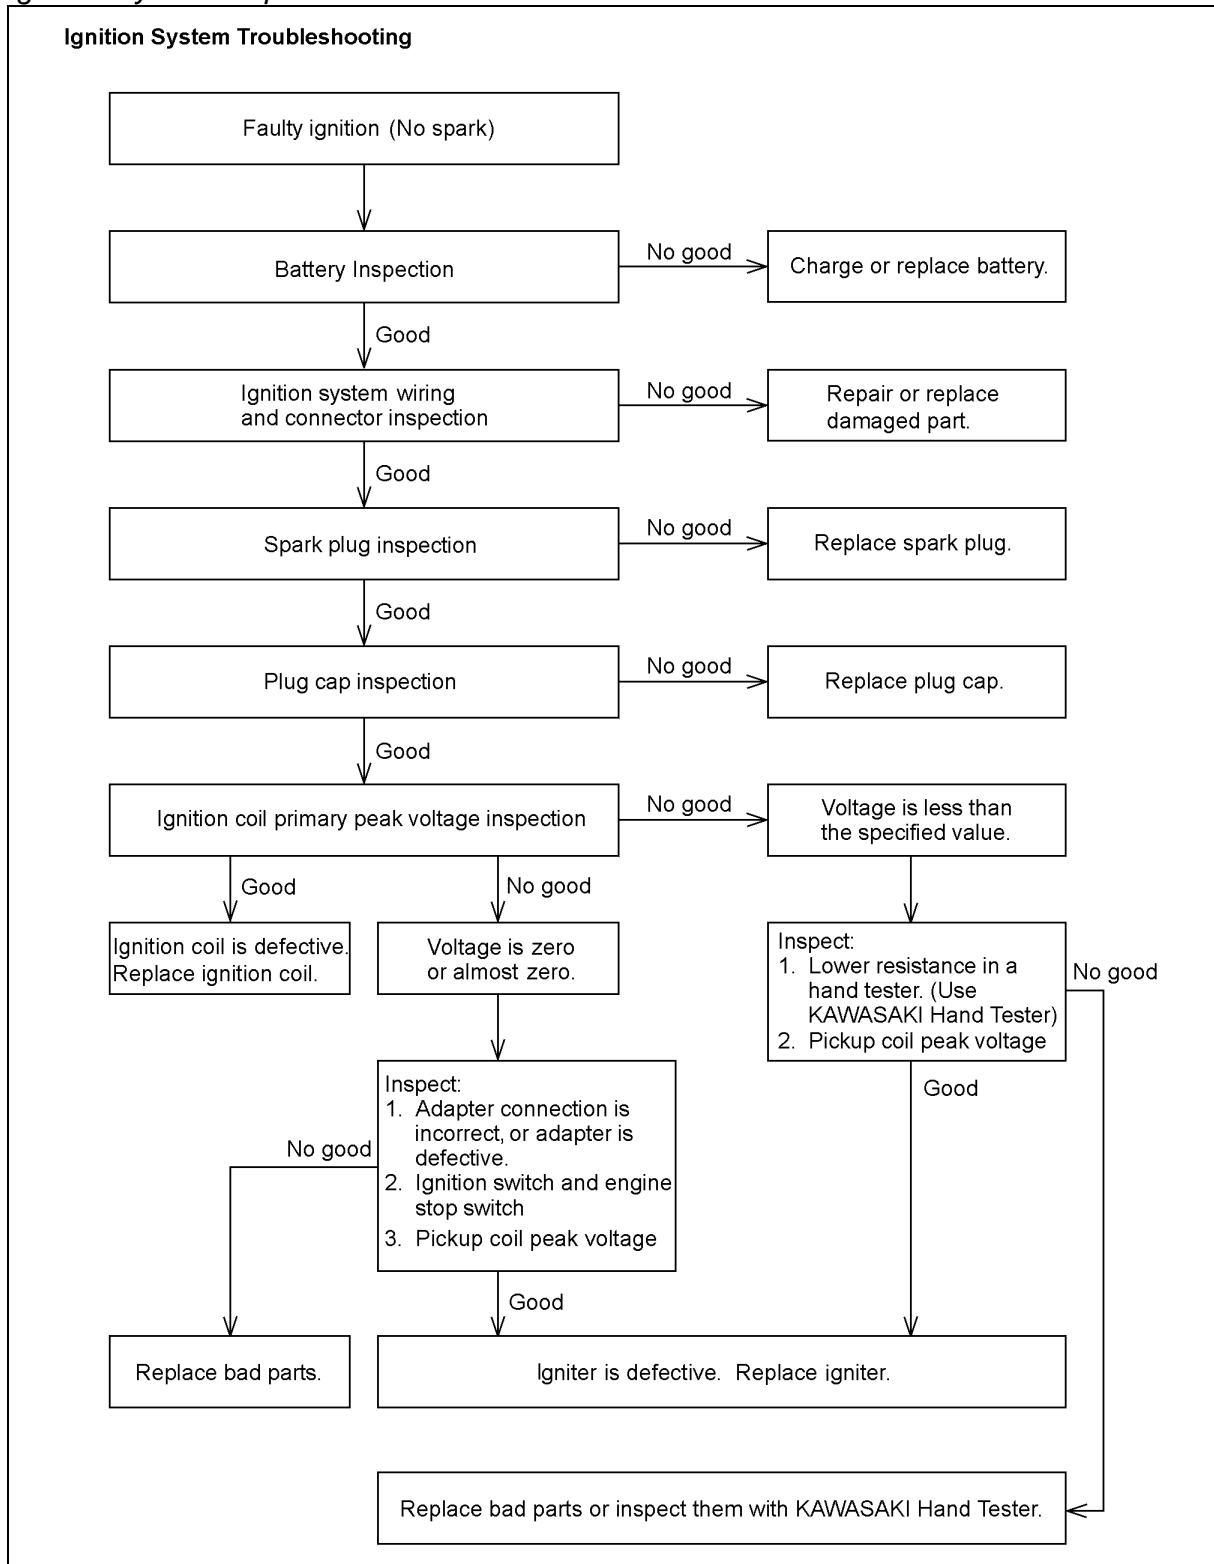 Ignition System Troubleshooting
Faulty ignition (No spark)
Battery Inspection
No good
Charge or replace battery.
Good
Ignition system wiring
and connector inspection
No good
Repair or replace
damaged part.
Good
Spark plug inspection
No good
Replace spark plug.
Good
Plug cap inspection
No good
Replace plug cap.
Good
Ignition coil primary peak voltage inspection
No good
Voltage is less than
the specified value.
Good
No good
Ignition coil is defective.
Replace ignition coil.
Voltage is zero
or almost zero.
Inspect:
1. Lower resistance in a
hand tester. (Use
KAWASAKI Hand Tester)
2. Pickup coil peak voltage
No good
Good
Inspect:
1. Adapter connection is
incorrect, or adapter is
defective.
2. Ignition switch and engine
stop switch
3. Pickup coil peak voltage
No good
Good
Replace bad parts.
Igniter is defective. Replace igniter.
Replace bad parts or inspect them with KAWASAKI Hand Tester.